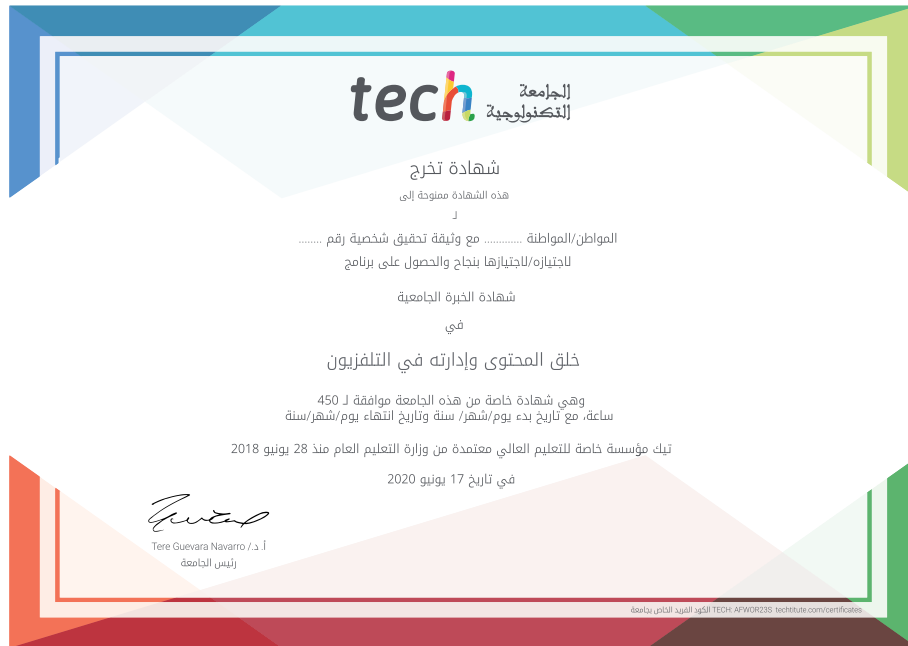 tech الجامعة
التكنولوجية
شهادة تخرج
هذه الشهادة ممنوحة إلى
لـ
المواطن/المواطنة ............. مع وثيقة تحقيق شخصية رقم ........
لاجتيازه/لاجتيازها بنجاح والحصول على برنامج
شهادة الخبرة الجامعية
في
خلق المحتوى وإدارته في التلفزيون
وهي شهادة خاصة من هذه الجامعة موافقة لـ 450
ساعة، مع تاريخ بدء يوم/شهر/ سنة وتاريخ انتهاء يوم/شهر/سنة
تيك مؤسسة خاصة للتعليم العالي معتمدة من وزارة التعليم العام منذ 28 يونيو 2018
في تاريخ 17 يونيو 2020
أ. د./ Tere Guevara Navarro
رئيس الجامعة
الكود الفريد الخاص بجامعة TECH: AFWOR23S techtitute.com/certificates